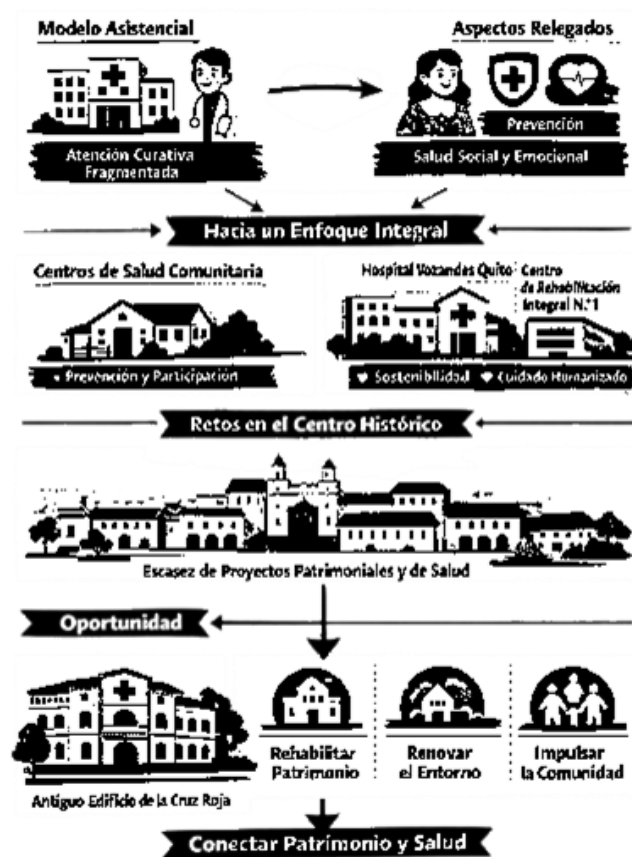 Modelo Asistencial
Aspectos Relegados
Prevención
Atención Curativa
Fragmentada
Salud Social y Emocional
Hacia un Enfoque Integral
Centros de Salud Comunitaria
Hospital Vozandes Quito
Centro
de Rehabilitación
Integral N.º 1
Prevención y Participación
Sostenibilidad
Cuidado Humanizado
Retos en el Centro Histórico
Escasez de Proyectos Patrimoniales y de Salud
Oportunidad
Antiguo Edificio de la Cruz Roja
Rehabilitar
Patrimonio
Renovar
el Entorno
Impulsar
la Comunidad
Conectar Patrimonio y Salud